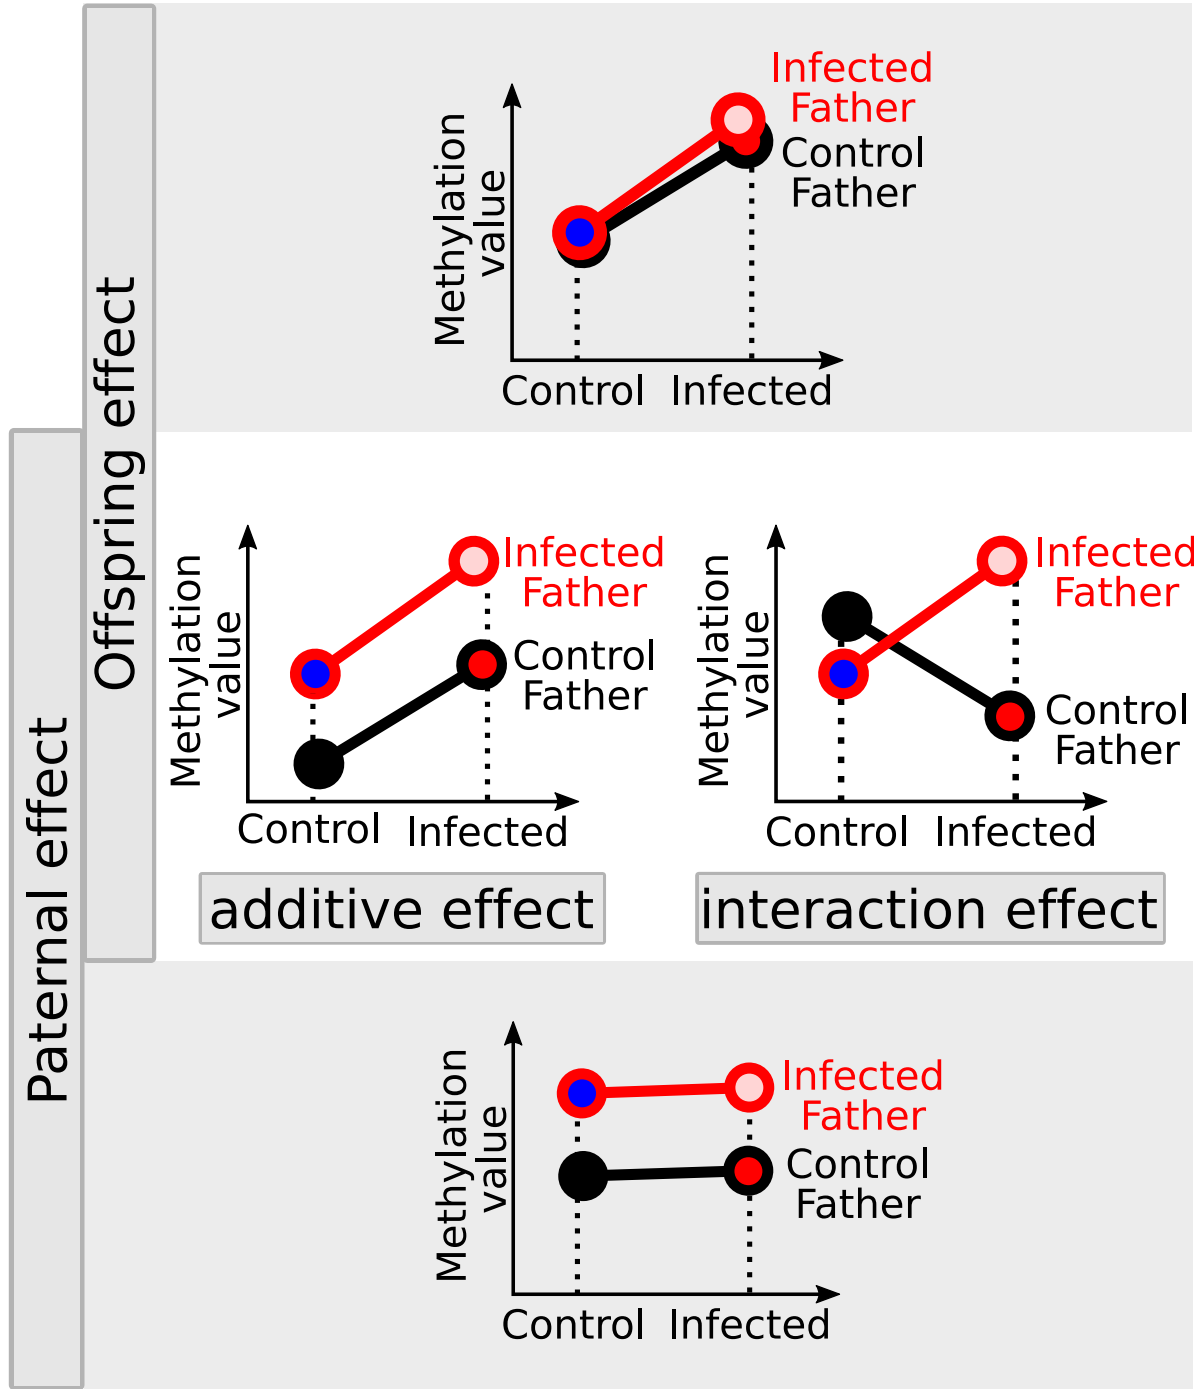 Offspring effect
Paternal effect
Methylation
value
Infected
Father
Control
Father
Control
Infected
Methylation
value
Infected
Father
Control
Father
Control
Infected
additive effect
Methylation
value
Infected
Father
Control
Father
Control
Infected
interaction effect
Methylation
value
Infected
Father
Control
Father
Control
Infected